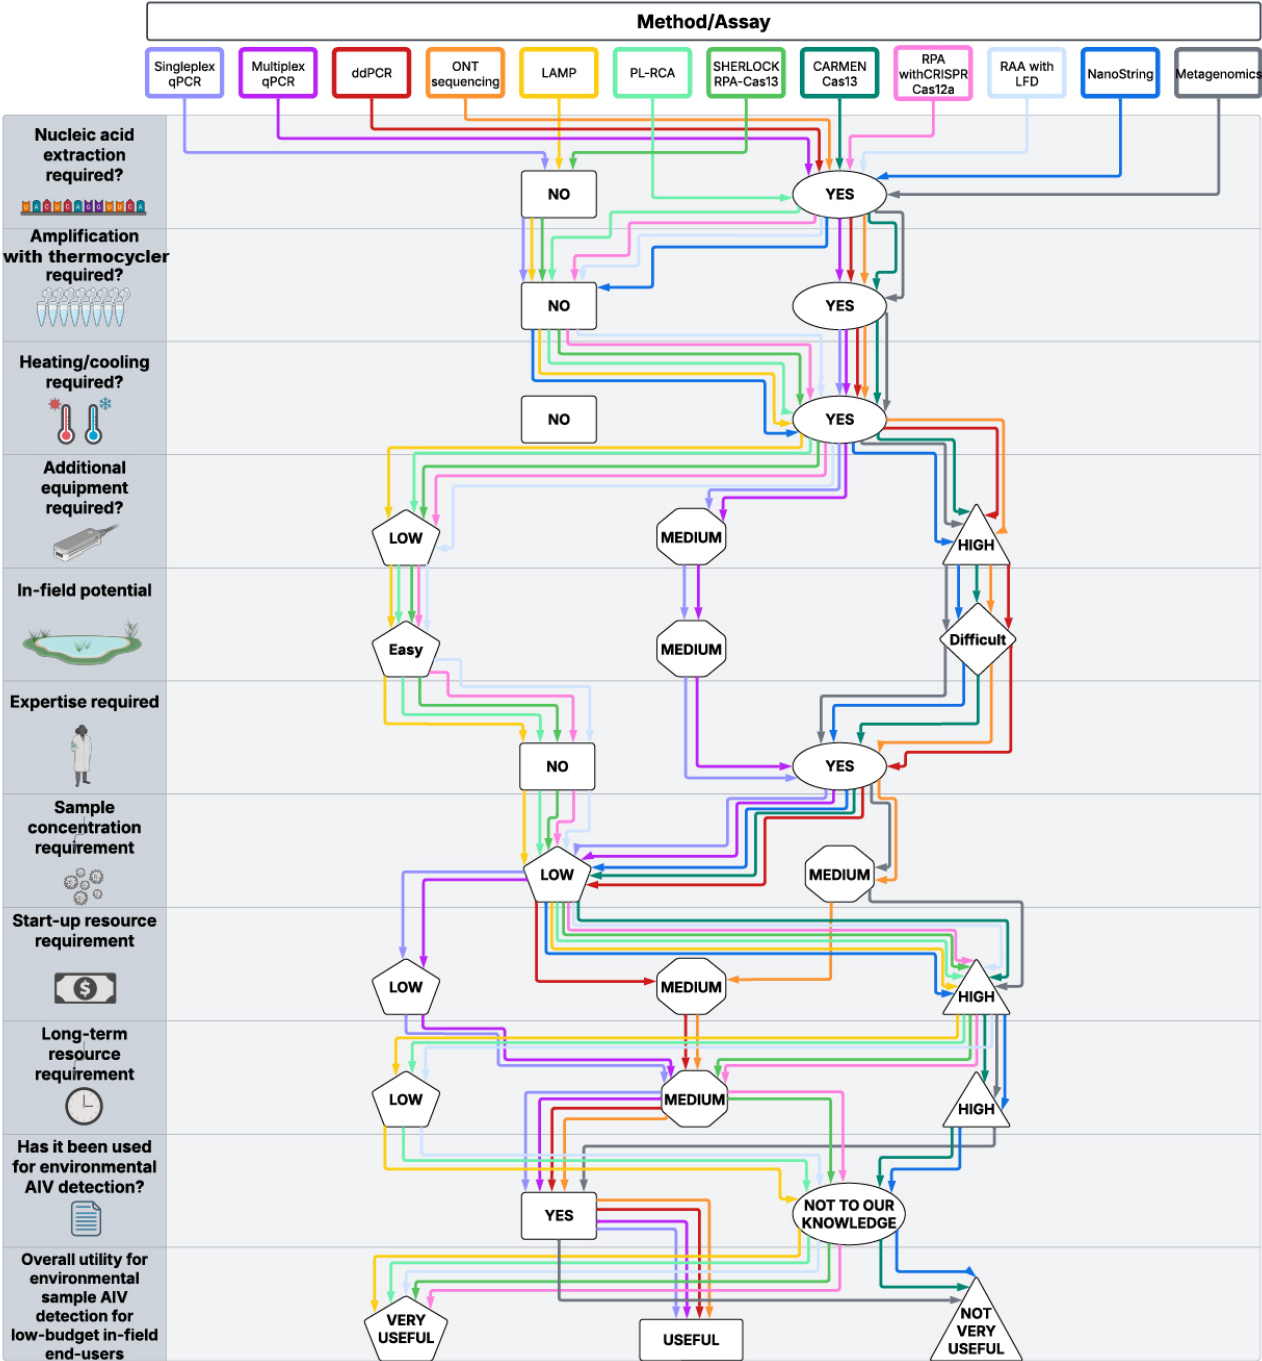 Method/Assay
Singleplex
qPCR
Multiplex
qPCR
ddPCR
ONT
sequencing
LAMP
PL-RCA
SHERLOCK
RPA-Cas13
CARMEN
Cas13
RPA
withCRISPR
Cas12a
RAA with
LFD
NanoString
Metagenomics
Nucleic acid
extraction
required?
NO
YES
Amplification
with thermocycler
required?
NO
YES
Heating/cooling
required?
NO
YES
Additional
equipment
required?
LOW
MEDIUM
HIGH
In-field potential
Easy
MEDIUM
Difficult
Expertise required
NO
YES
Sample
concentration
requirement
LOW
MEDIUM
Start-up resource
requirement
$
LOW
MEDIUM
HIGH
Long-term
resource
requirement
LOW
MEDIUM
HIGH
Has it been used
for environmental
AIV detection?
YES
NOT TO OUR
KNOWLEDGE
Overall utility for
environmental
sample AIV
detection for
low-budget in-field
end-users
VERY
USEFUL
USEFUL
NOT
VERY
USEFUL